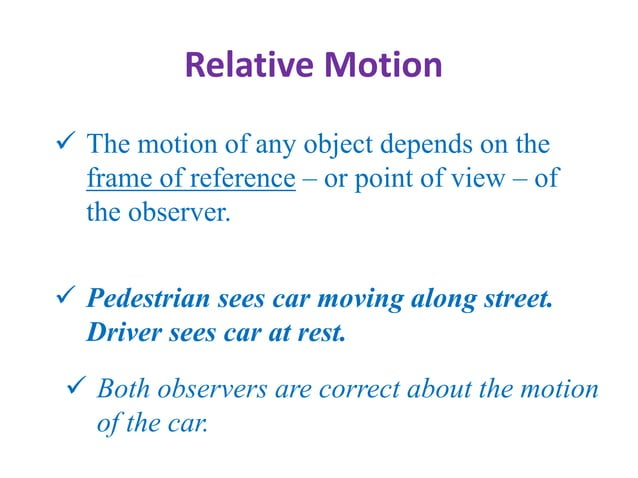 Relative Motion
✓ The motion of any object depends on the
frame of reference – or point of view – of
the observer.
✓ Pedestrian sees car moving along street.
Driver sees car at rest.
✓ Both observers are correct about the motion
of the car.